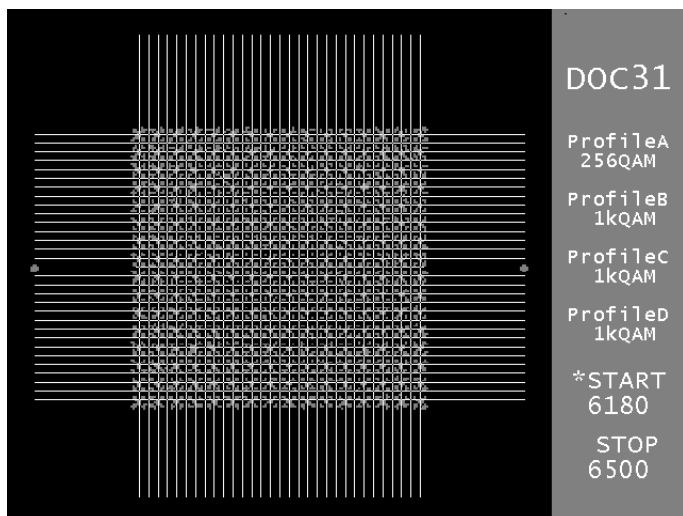 DOC31
ProfileA
256QAM
ProfileB
1kQAM
ProfileC
1kQAM
ProfileD
1kQAM
*START
6180
STOP
6500